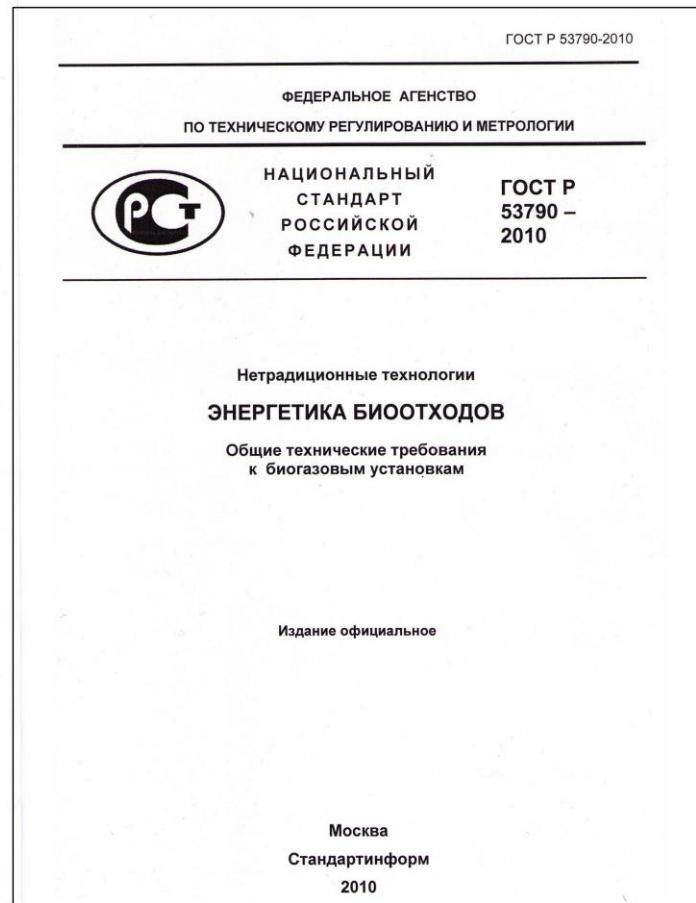 ГОСТ Р 53790-2010
ФЕДЕРАЛЬНОЕ АГЕНСТВО
ПО ТЕХНИЧЕСКОМУ РЕГУЛИРОВАНИЮ И МЕТРОЛОГИИ
РСТ
НАЦИОНАЛЬНЫЙ
СТАНДАРТ
РОССИЙСКОЙ
ФЕДЕРАЦИИ
ГОСТ Р
53790 –
2010
Нетрадиционные технологии
ЭНЕРГЕТИКА БИООТХОДОВ
Общие технические требования
к биогазовым установкам
Издание официальное
Москва
Стандартинформ
2010